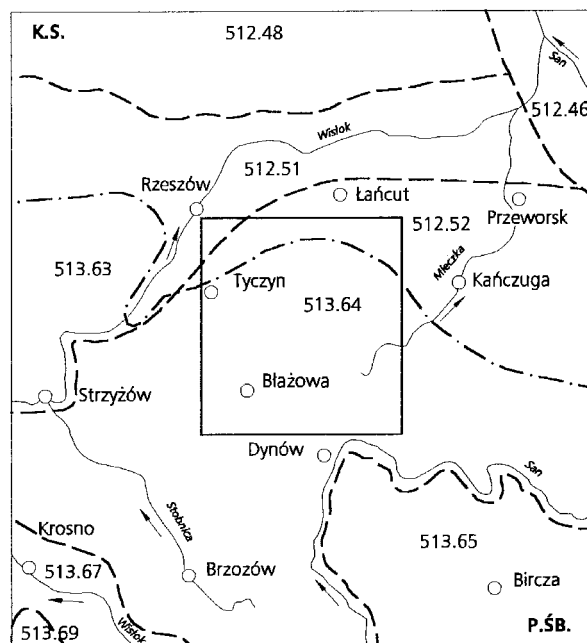 K.S.
512.48
San
512.46
Wisłok
512.51
Rzeszów
Łańcut
Przeworsk
512.52
513.63
Mleczka
Kańczuga
Tyczyn
513.64
Strzyżów
Błażowa
Dynów
San
Stobnica
Krosno
513.65
513.67
Brzozów
Bircza
Wisłok
513.69
P.ŚB.